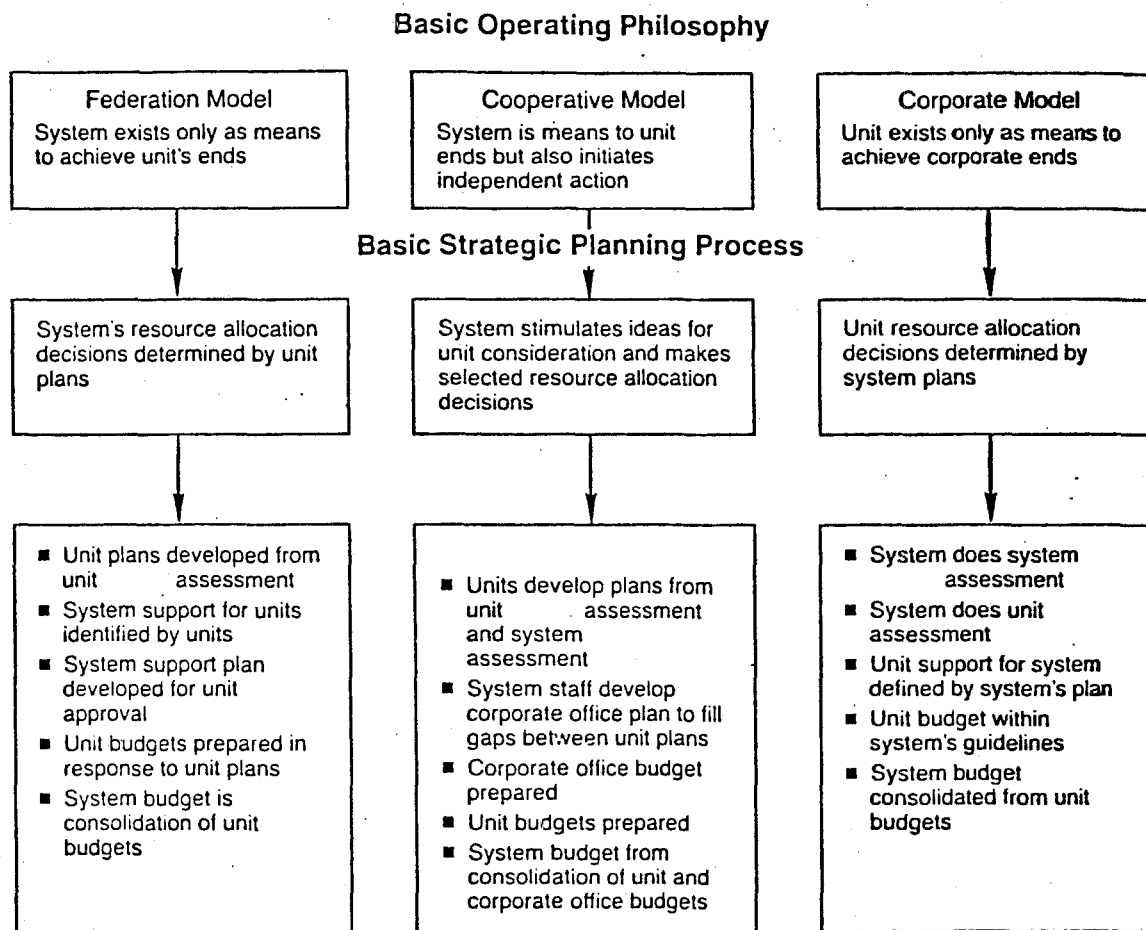 Basic Operating Philosophy
Federation Model
System exists only as means
to achieve unit's ends
Cooperative Model
System is means to unit
ends but also initiates
independent action
Corporate Model
Unit exists only as means to
achieve corporate ends
Basic Strategic Planning Process
System's resource allocation
decisions determined by unit
plans
System stimulates ideas for
unit consideration and makes
selected resource allocation
decisions
Unit resource allocation
decisions determined by
system plans
■ Unit plans developed from
unit assessment
■ System support for units
identified by units
■ System support plan
developed for unit
approval
■ Unit budgets prepared in
response to unit plans
■ System budget is
consolidation of unit
budgets
■ Units develop plans from
unit assessment
and system
assessment
■ System staff develop
corporate office plan to fill
gaps between unit plans
■ Corporate office budget
prepared
■ Unit budgets prepared
■ System budget from
consolidation of unit and
corporate office budgets
■ System does system
assessment
■ System does unit
assessment
■ Unit support for system
defined by system's plan
■ Unit budget within
system's guidelines
■ System budget
consolidated from unit
budgets